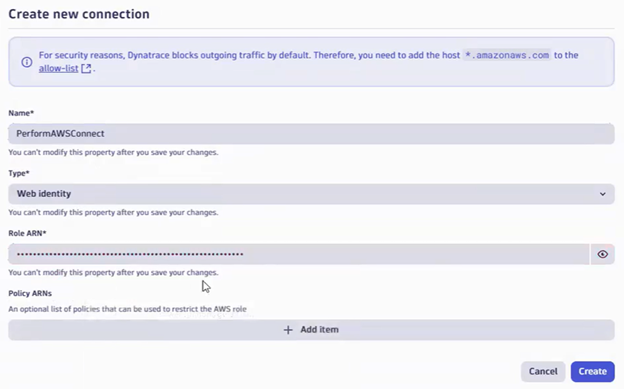 Create new connection
For security reasons, Dynatrace blocks outgoing traffic by default. Therefore, you need to add the host *.amazonaws.com to the
allow-list.
Name*
PerformAWSConnect
You can't modify this property after you save your changes.
Type*
Web identity
You can't modify this property after you save your changes.
Role ARN*
You can't modify this property after you save your changes.
Policy ARNs
An optional list of policies that can be used to restrict the AWS role
+ Add item
Cancel Create